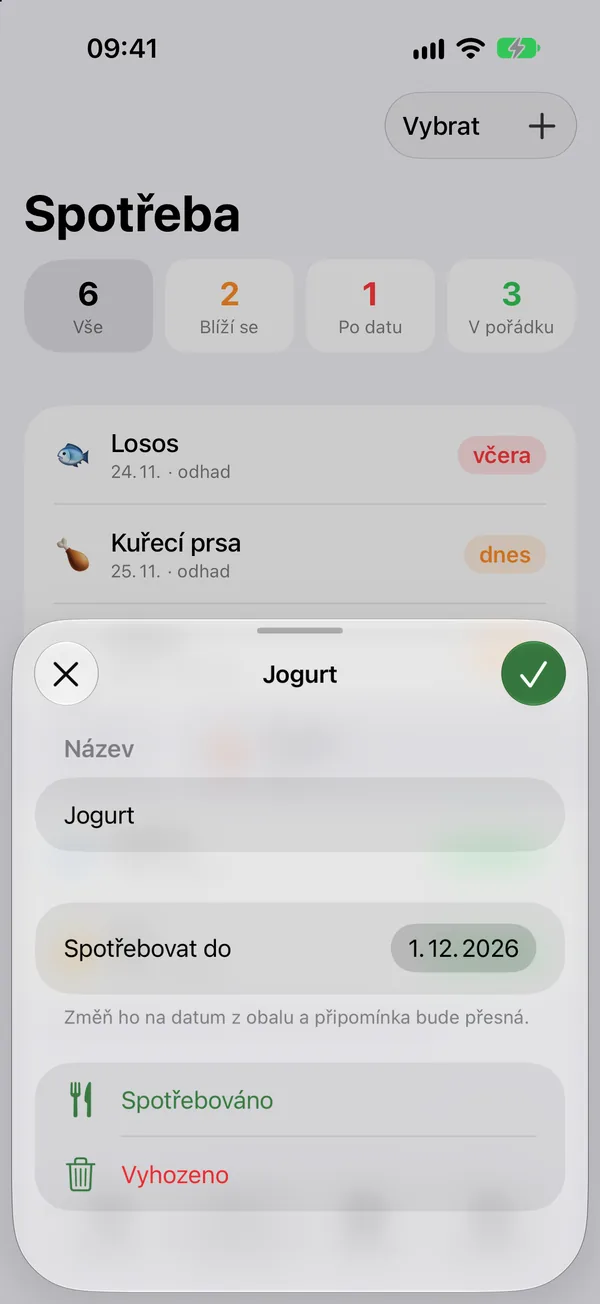 09:41
Vybrat
Spotřeba
6
Vše
2
Blíží se
1
Po datu
3
V pořádku
Losos
24. 11. · odhad
včera
Kuřecí prsa
25. 11. · odhad
dnes
Jogurt
Název
Jogurt
Spotřebovat do
1. 12. 2026
Změň ho na datum z obalu a připomínka bude přesná.
Spotřebováno
Vyhozeno